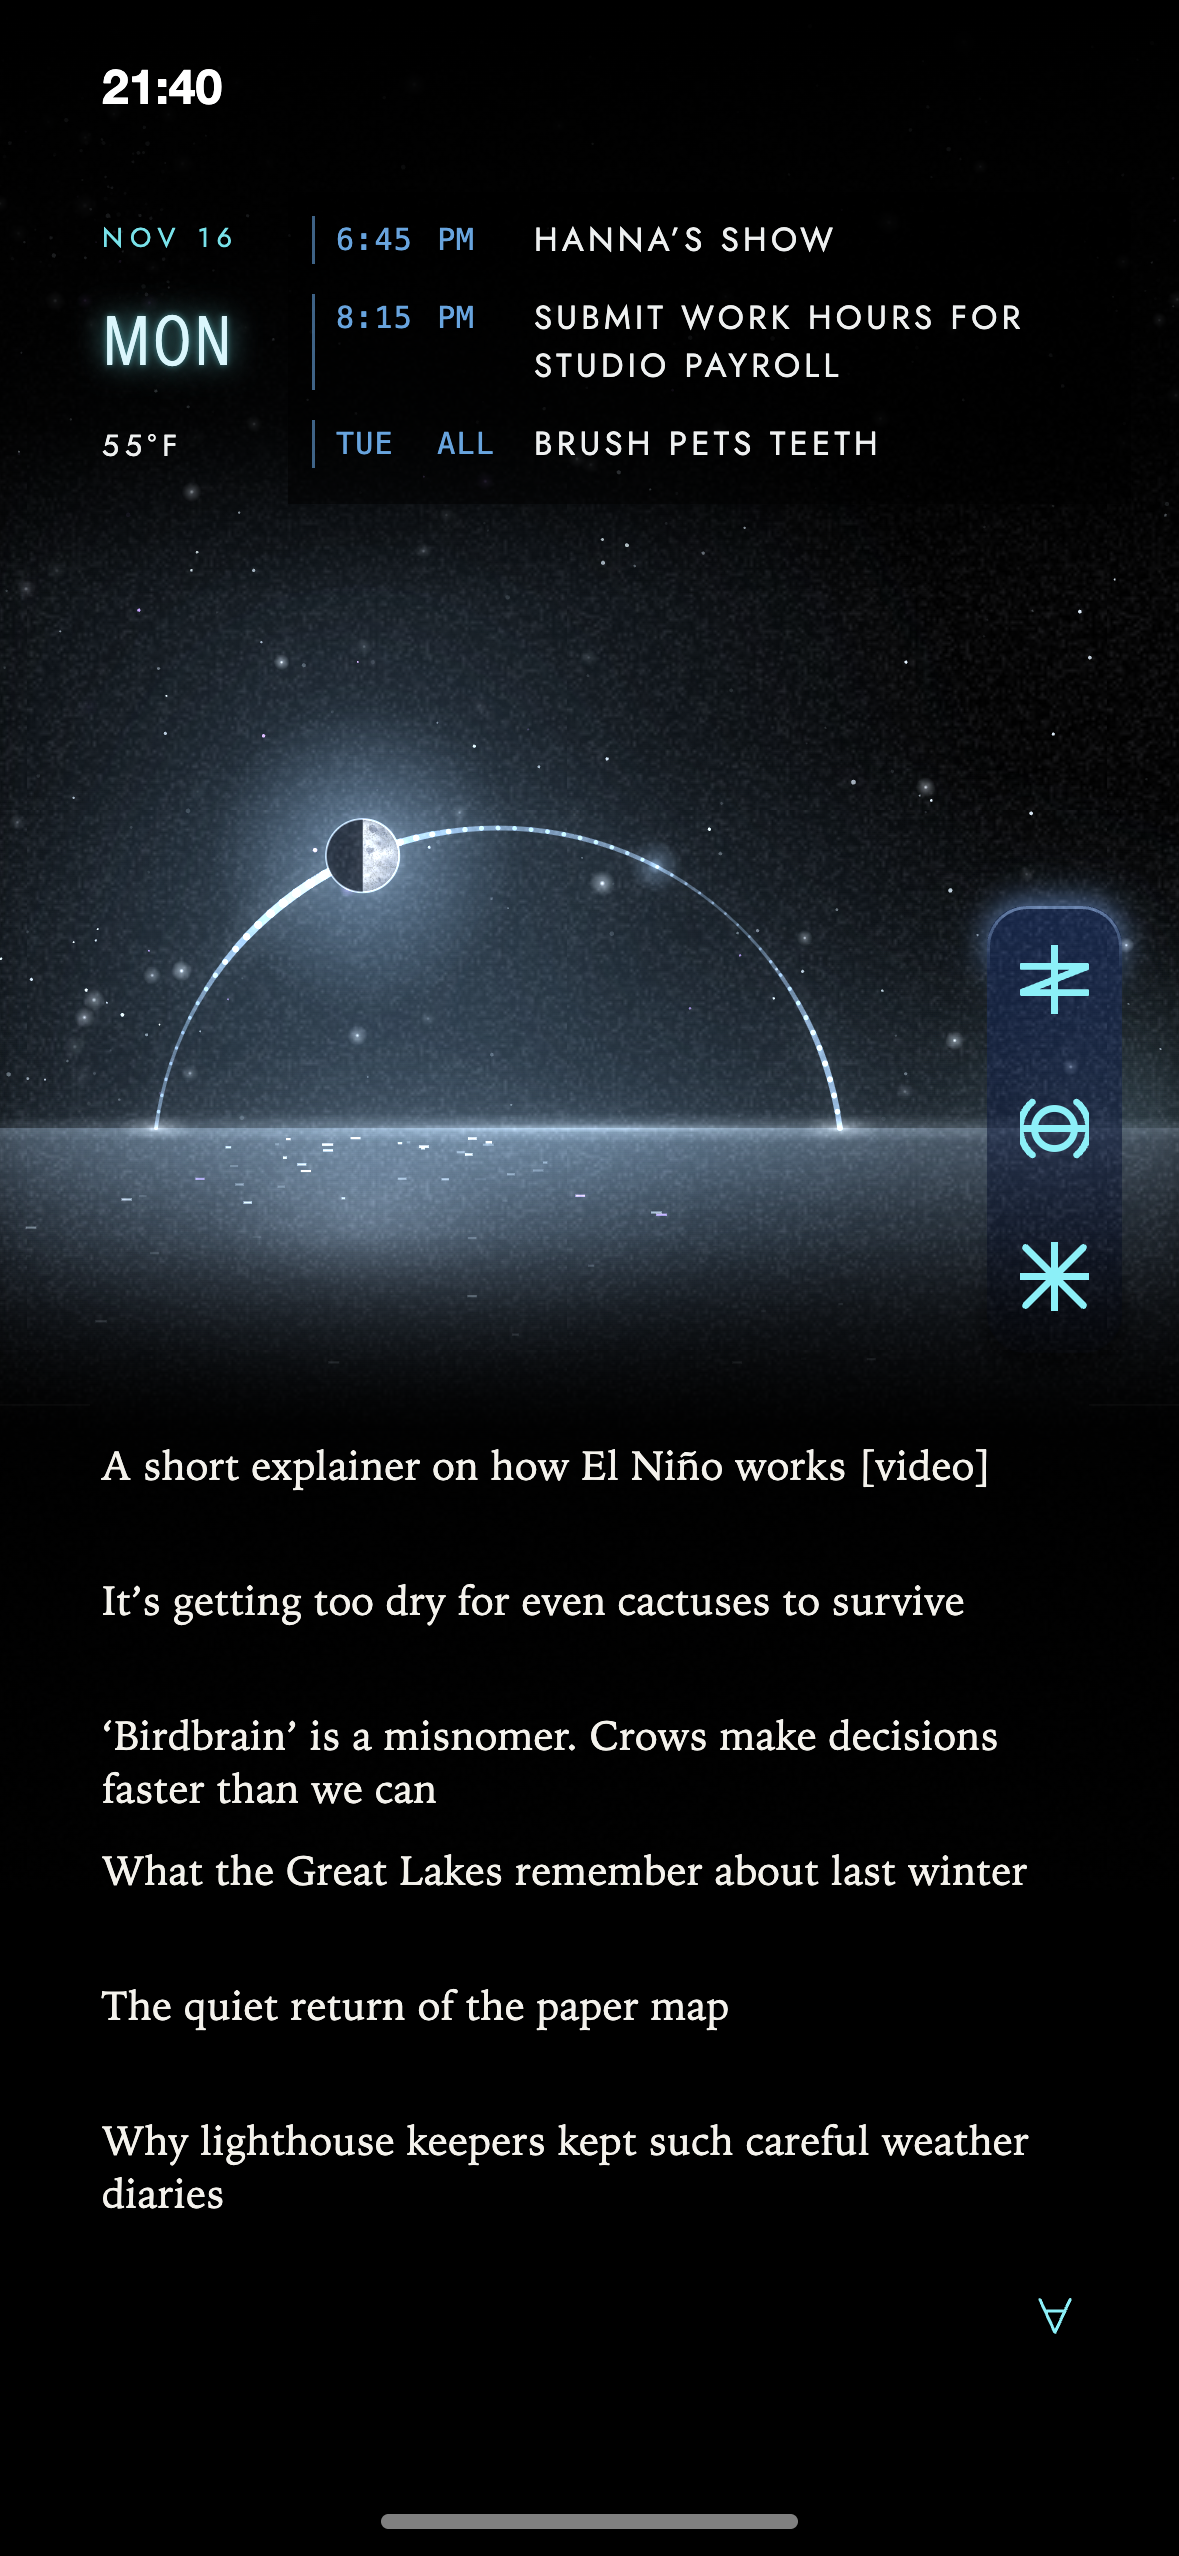 21:40
NOV 16
MON
55°F
6:45 PM HANNA’S SHOW
8:15 PM SUBMIT WORK HOURS FOR
STUDIO PAYROLL
TUE ALL BRUSH PETS TEETH
A short explainer on how El Niño works [video]
It’s getting too dry for even cactuses to survive
‘Birdbrain’ is a misnomer. Crows make decisions
faster than we can
What the Great Lakes remember about last winter
The quiet return of the paper map
Why lighthouse keepers kept such careful weather
diaries